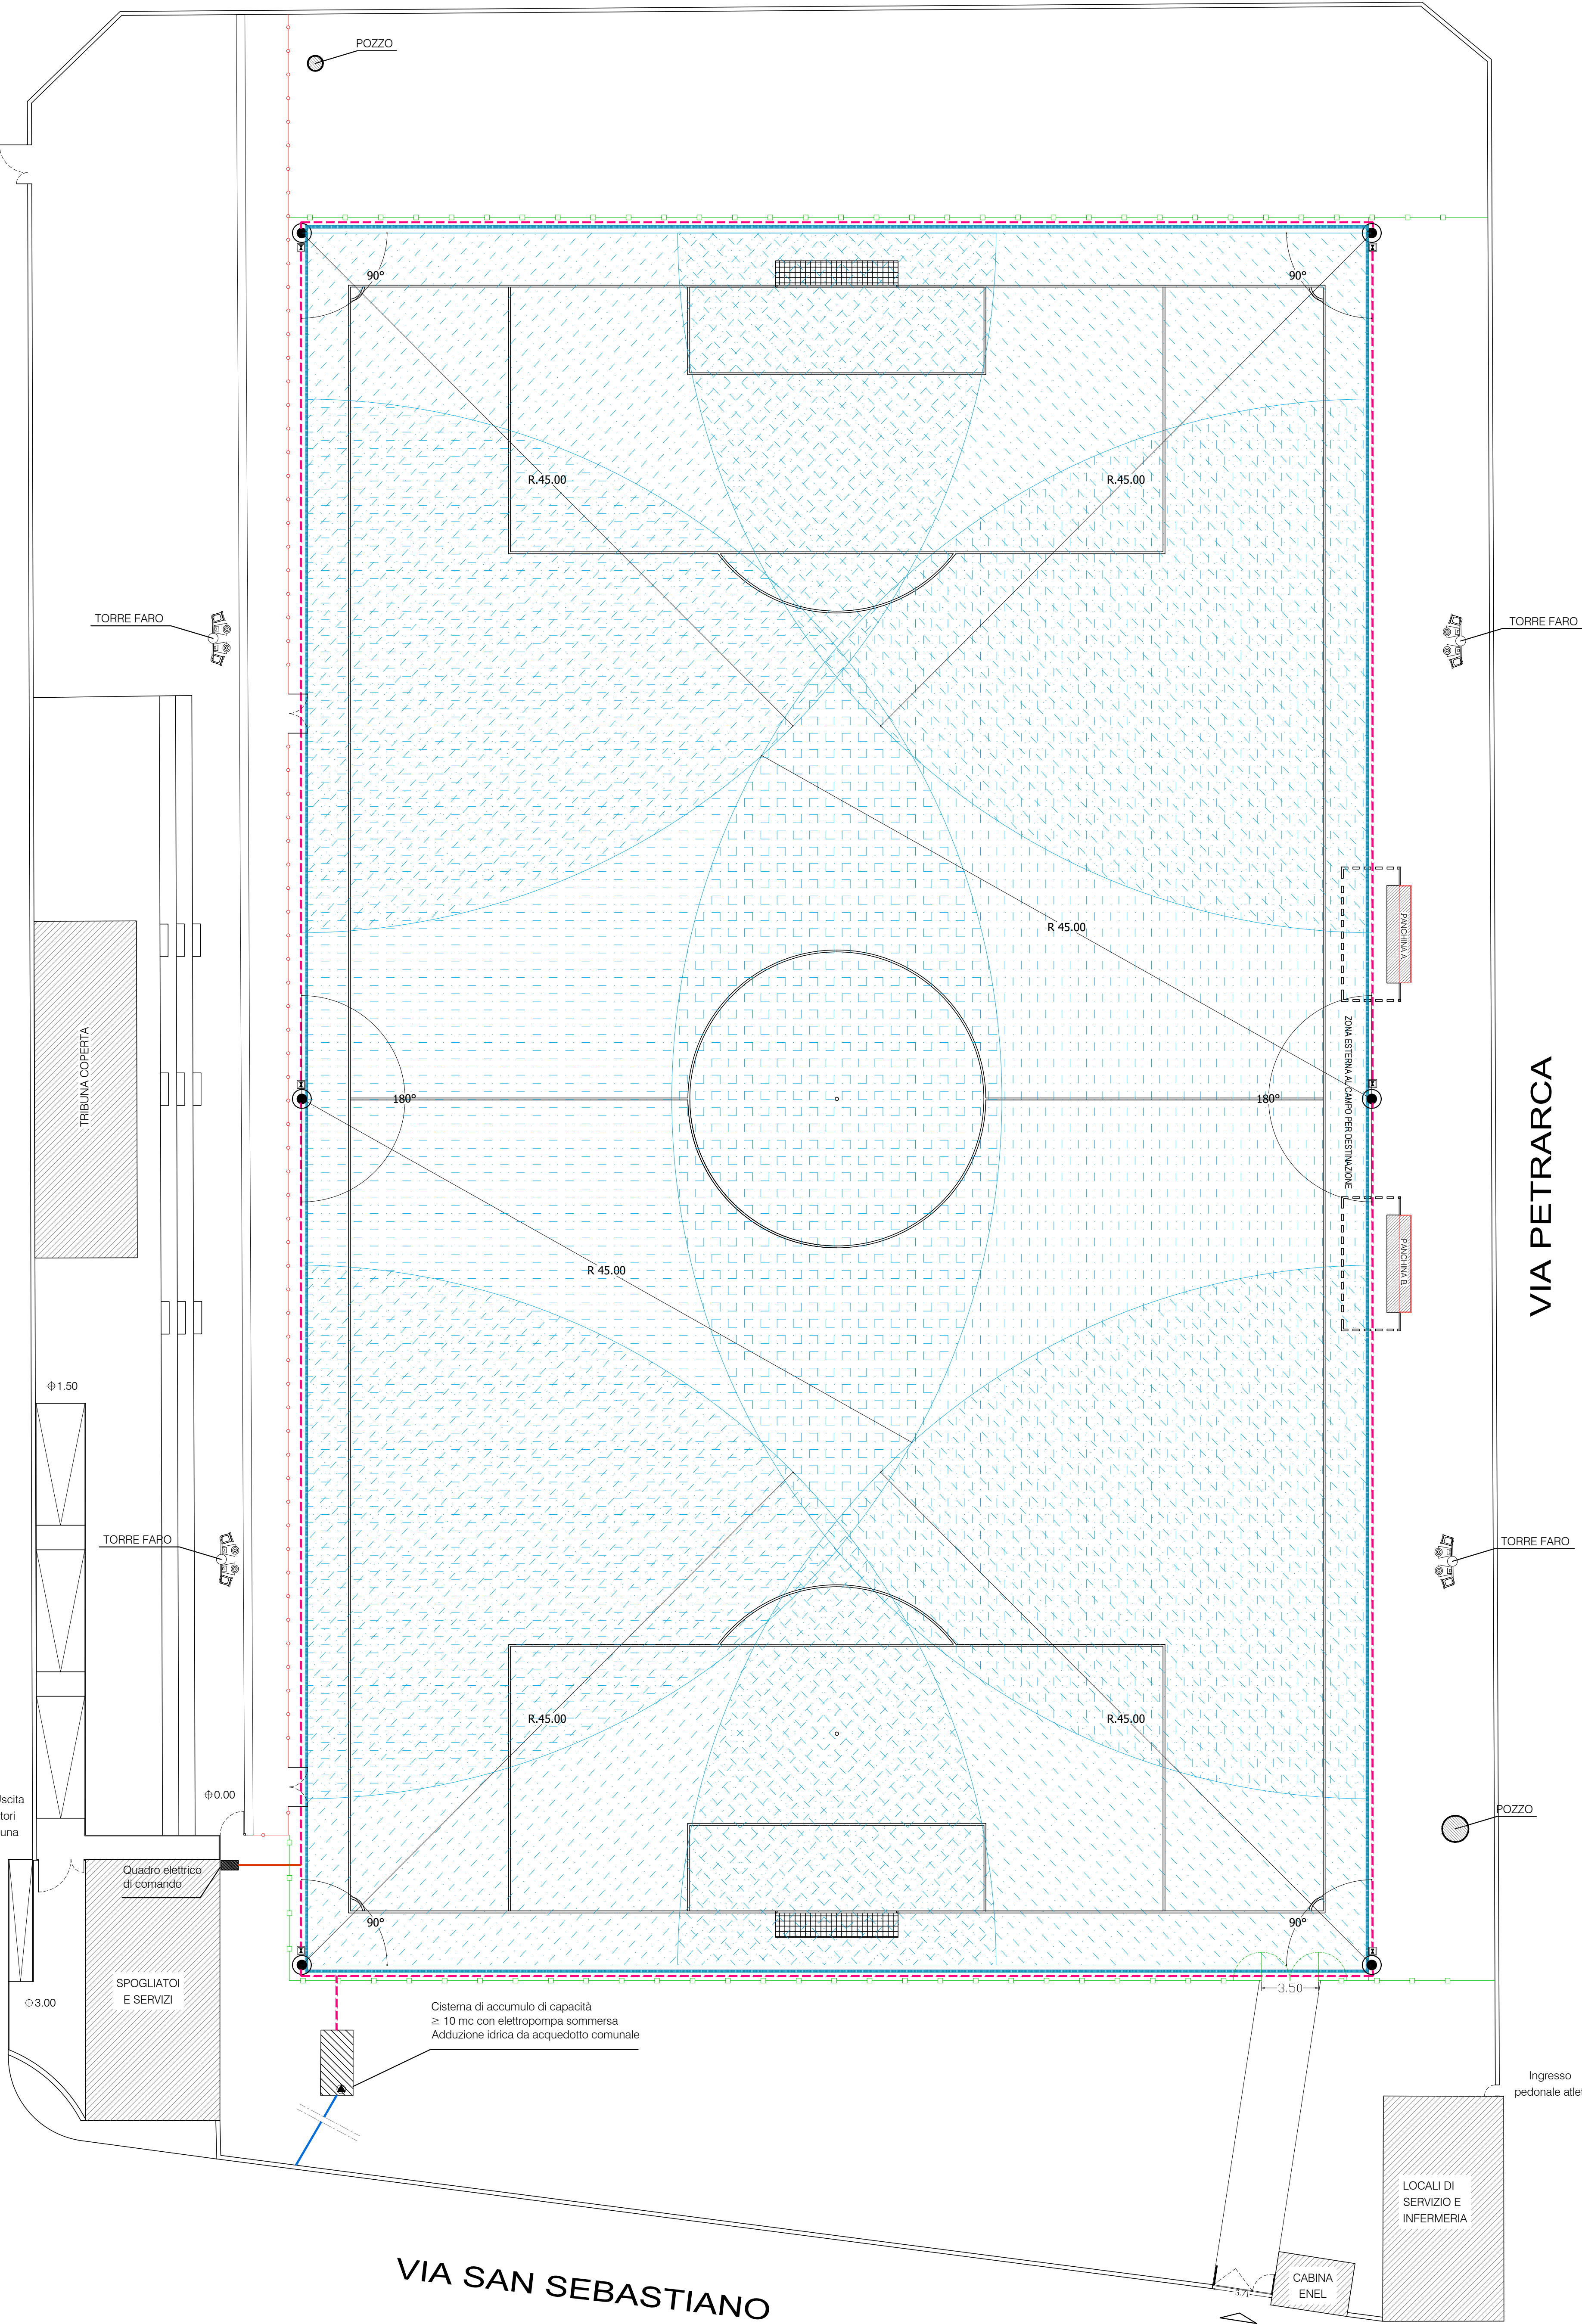 POZZO
90°
90°
R.45.00
R.45.00
TORRE FARO
TORRE FARO
R 45.00
PANCHINA A
TRIBUNA COPERTA
ZONA ESTERNA AL CAMPO PER DESTINAZIONE
VIA PETRARCA
180°
180°
PANCHINA B
R 45.00
1.50
TORRE FARO
TORRE FARO
R.45.00
R.45.00
0.00
POZZO
Quadro elettrico
di comando
90°
90°
SPOGLIATOI
E SERVIZI
3.00
3.50
Cisterna di accumulo di capacità
≥ 10 mc con elettropompa sommersa
Adduzione idrica da acquedotto comunale
Ingresso
pedonale
LOCALI DI
SERVIZIO E
INFERMERIA
VIA SAN SEBASTIANO
CABINA
ENEL